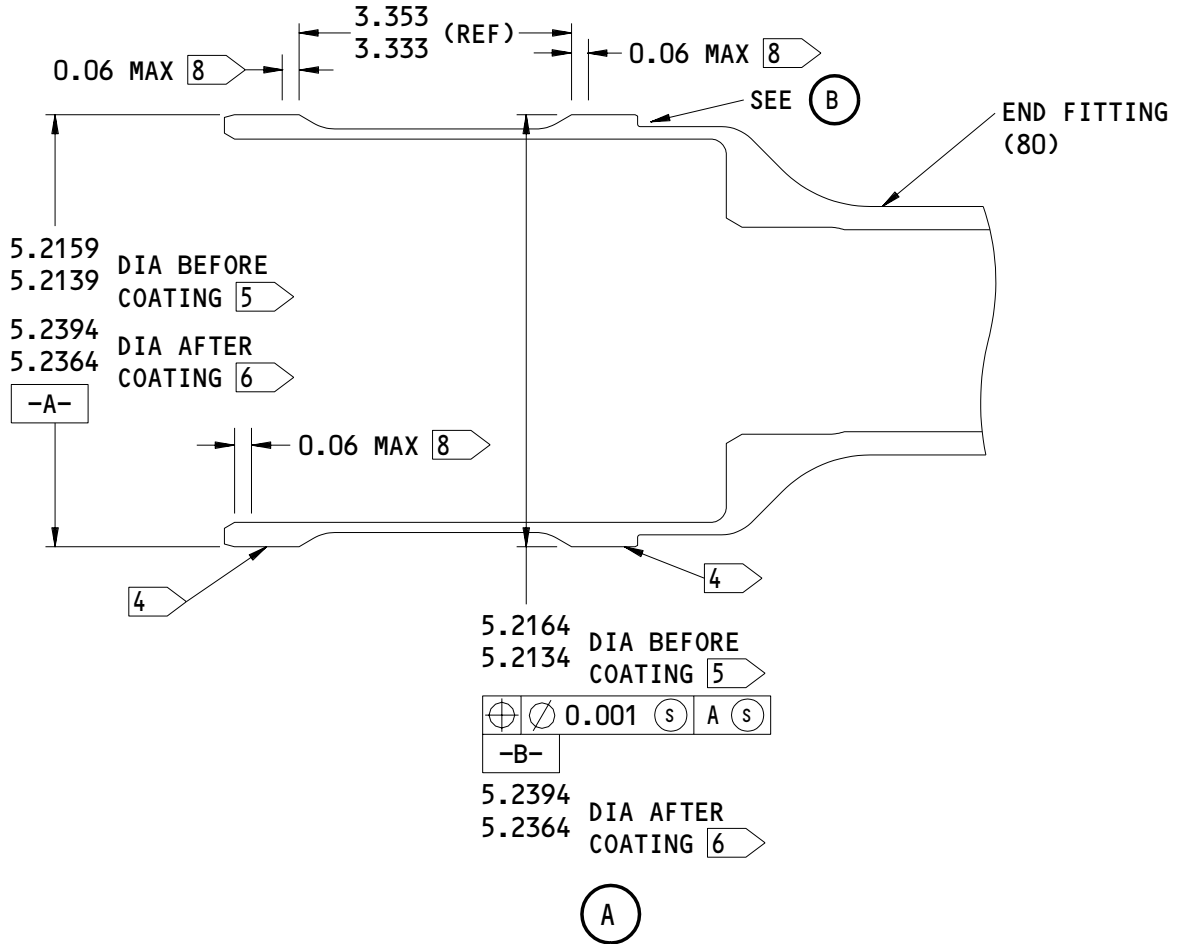 3.353
3.333 (REF)
0.06 MAX 8
0.06 MAX 8
SEE B
END FITTING
(80)
5.2159
5.2139
DIA BEFORE
COATING 5
5.2394
5.2364
DIA AFTER
COATING 6
-A-
0.06 MAX 8
4
4
5.2164
5.2134
DIA BEFORE
COATING 5
⌖ ⌀ 0.001 Ⓢ A Ⓢ
-B-
5.2394
5.2364
DIA AFTER
COATING 6
A